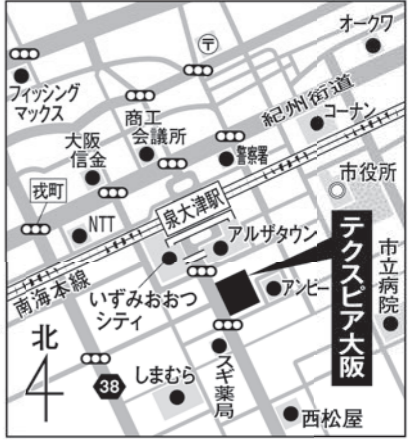 オークワ
〒
フィッシング
マックス
商工
会議所
紀州街道
コーナン
大阪
信金
警察署
市役所
戎町
泉大津駅
NTT
アルザタウン
テクスピア大阪
南海本線
いずみおおつ
シティ
アンビー
市立病院
北
38
しまむら
スギ薬局
西松屋